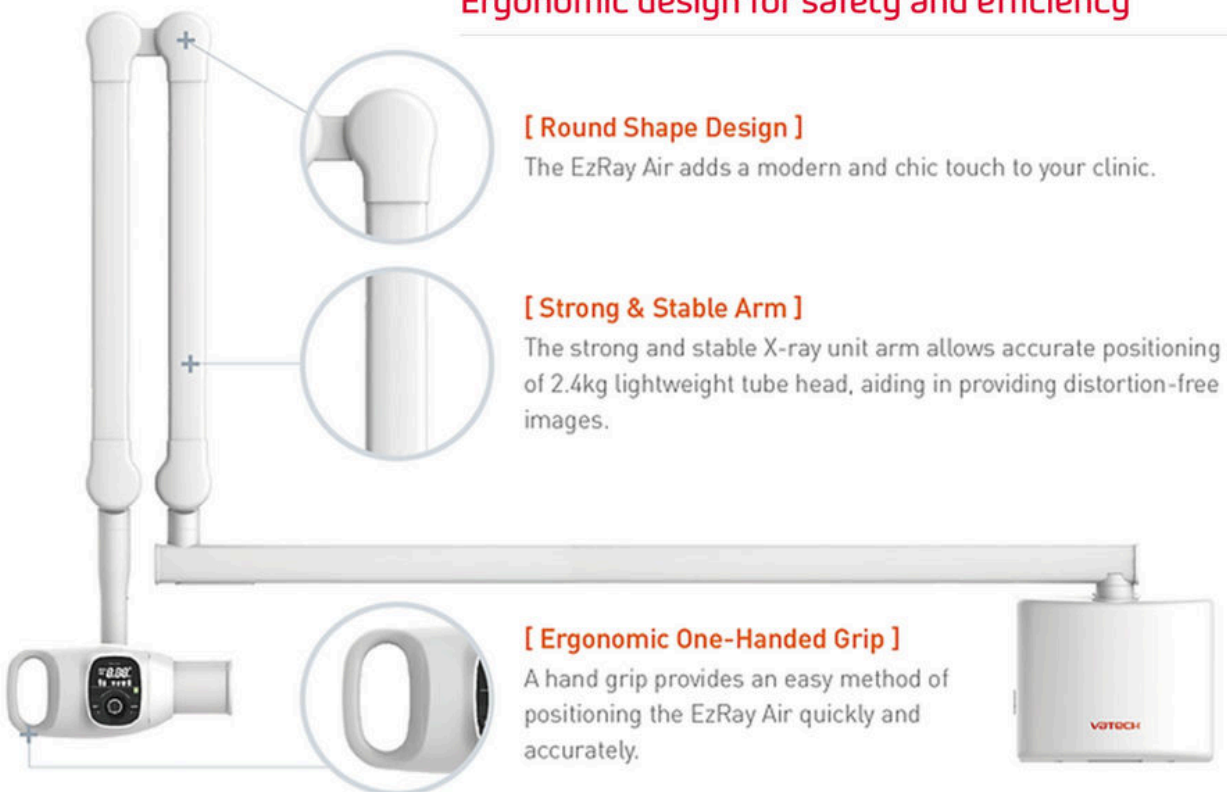 Ergonomic design for safety and efficiency
[ Round Shape Design ]
The EzRay Air adds a modern and chic touch to your clinic.
[ Strong & Stable Arm ]
The strong and stable X-ray unit arm allows accurate positioning
of 2.4kg lightweight tube head, aiding in providing distortion-free
images.
[ Ergonomic One-Handed Grip ]
A hand grip provides an easy method of
positioning the EzRay Air quickly and
accurately.
vatech